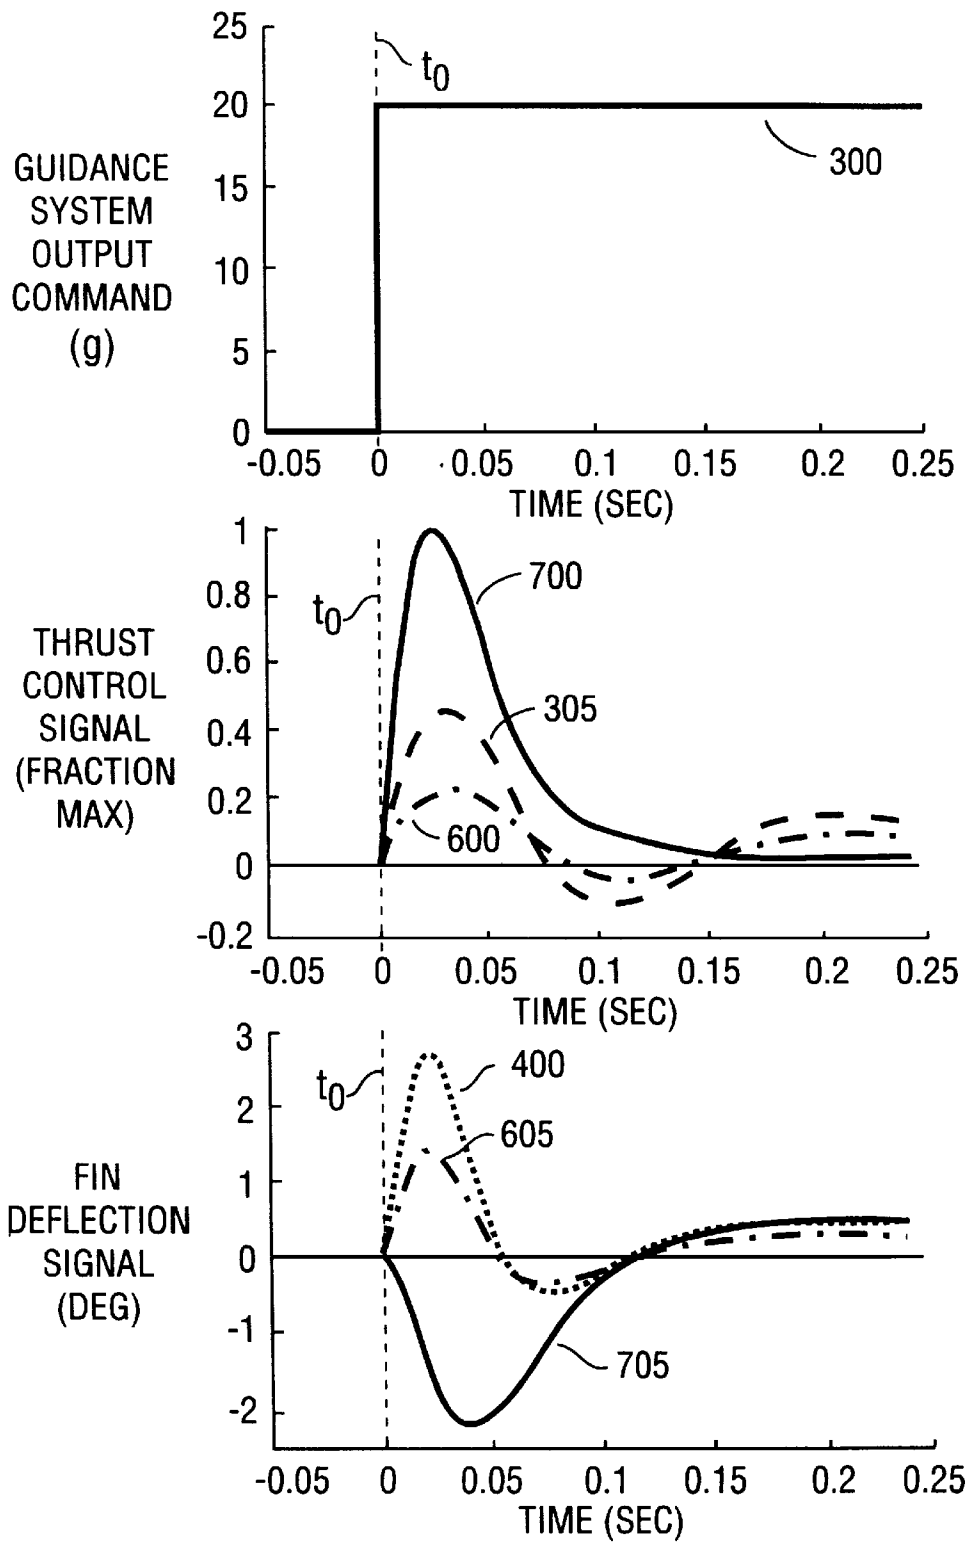 25
20
15
10
5
0
GUIDANCE
SYSTEM
OUTPUT
COMMAND
(g)
t0
300
-0.05 0 0.05 0.1 0.15 0.2 0.25
TIME (SEC)
1
0.8
0.6
0.4
0.2
0
-0.2
THRUST
CONTROL
SIGNAL
(FRACTION
MAX)
t0
700
305
600
-0.05 0 0.05 0.1 0.15 0.2 0.25
TIME (SEC)
3
2
1
0
-1
-2
FIN
DEFLECTION
SIGNAL
(DEG)
t0
400
605
705
-0.05 0 0.05 0.1 0.15 0.2 0.25
TIME (SEC)